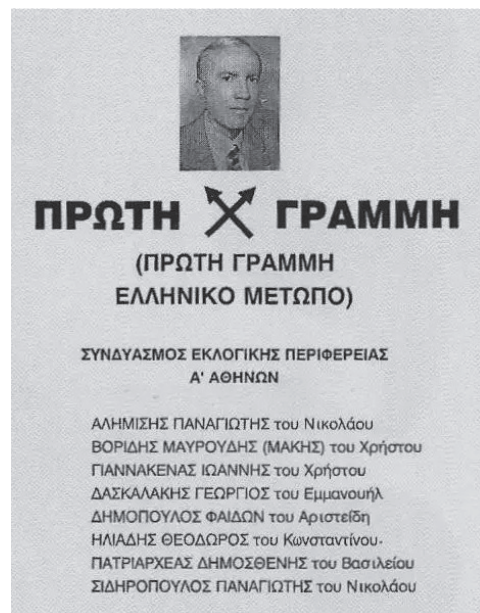 ΠΡΩΤΗ ΓΡΑΜΜΗ
(ΠΡΩΤΗ ΓΡΑΜΜΗ
ΕΛΛΗΝΙΚΟ ΜΕΤΩΠΟ)
ΣΥΝΔΥΑΣΜΟΣ ΕΚΛΟΓΙΚΗΣ ΠΕΡΙΦΕΡΕΙΑΣ
Α' ΑΘΗΝΩΝ
ΑΛΗΜΙΣΗΣ ΠΑΝΑΓΙΩΤΗΣ του Νικολάου
ΒΟΡΙΔΗΣ ΜΑΥΡΟΥΔΗΣ (ΜΑΚΗΣ) του Χρήστου
ΓΙΑΝΝΑΚΕΝΑΣ ΙΩΑΝΝΗΣ του Χρήστου
ΔΑΣΚΑΛΑΚΗΣ ΓΕΩΡΓΙΟΣ του Εμμανουήλ
ΔΗΜΟΠΟΥΛΟΣ ΦΑΙΔΩΝ του Αριστείδη
ΗΛΙΑΔΗΣ ΘΕΟΔΩΡΟΣ του Κωνσταντίνου
ΠΑΤΡΙΑΡΧΕΑΣ ΔΗΜΟΣΘΕΝΗΣ του Βασιλείου
ΣΙΔΗΡΟΠΟΥΛΟΣ ΠΑΝΑΓΙΩΤΗΣ του Νικολάου